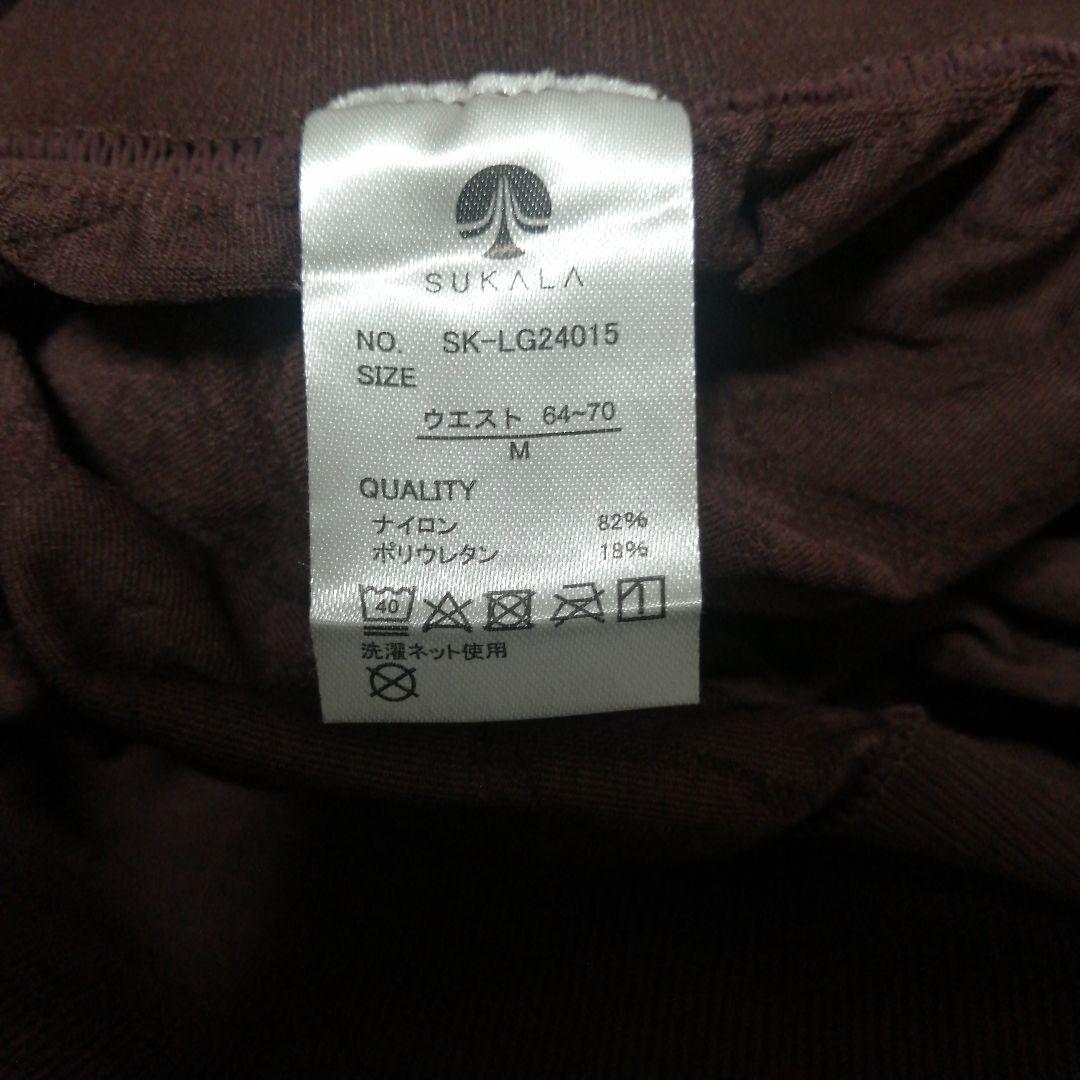 SUKALA
NO. SK-LG24015
SIZE
ウエスト 64~70
M
QUALITY
ナイロン 82%
ポリウレタン 18%
40
洗濯ネット使用